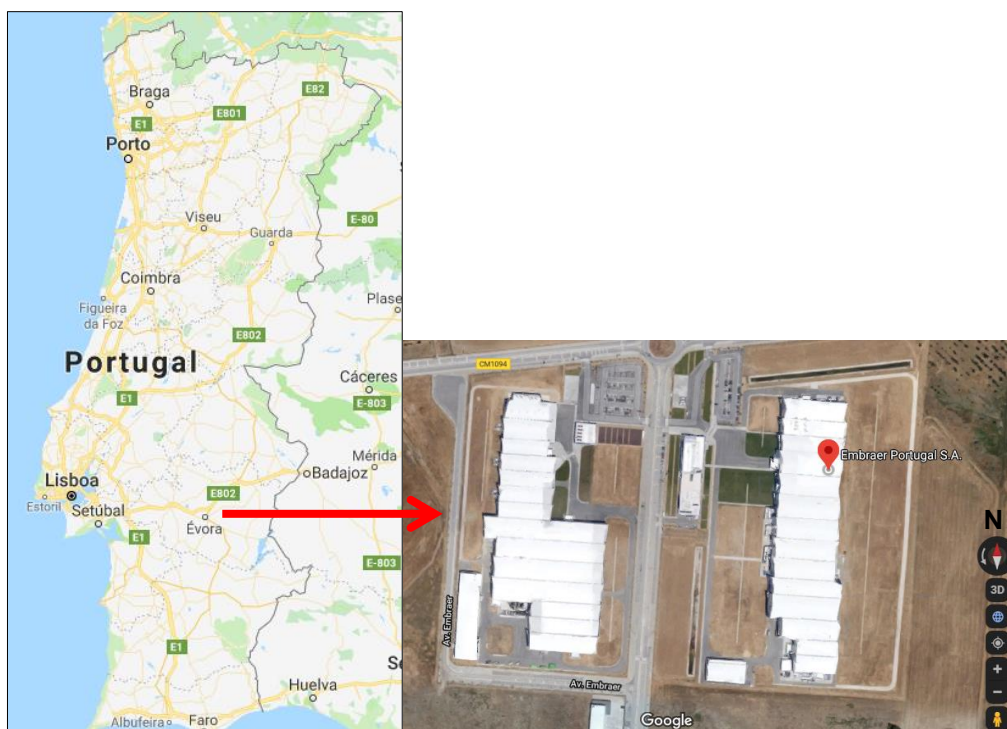 Braga
E82
E801
E1
Porto
Viseu
Guarda
E-80
Coimbra
Figueira
da Foz
Plase
E802
Portugal
Cáceres
E1
E-803
Mérida
Badajoz
Lisboa
E802
Estoril
Setúbal
Évora
E1
E-803
E1
Se
Huelva
Albufeira
Faro
CM1094
Embraer Portugal S.A.
N
3D
Av. Embraer
Av. Embraer
Google